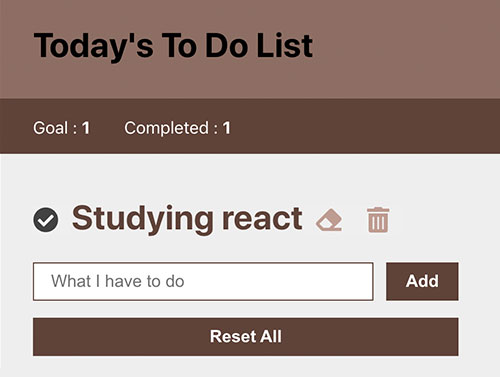 Today's To Do List
Goal : 1 Completed : 1
Studying react
What I have to do
Add
Reset All